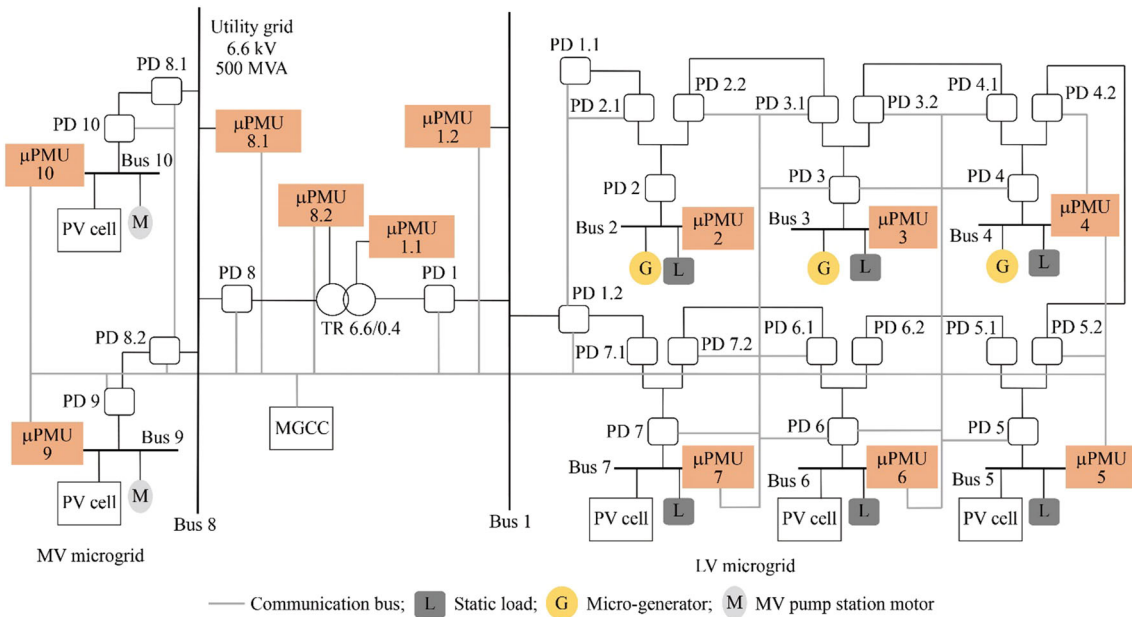 Utility grid
6.6 kV
500 MVA
PD 8.1
PD 10
Bus 10
μPMU
10
PV cell
M
μPMU
8.1
μPMU
8.2
μPMU
1.1
μPMU
1.2
PD 8
TR 6.6/0.4
PD 1
PD 8.2
PD 9
μPMU
9
Bus 9
PV cell
M
MGCC
Bus 8
Bus 1
MV microgrid
PD 1.1
PD 2.1
PD 2.2
PD 3.1
PD 3.2
PD 4.1
PD 4.2
PD 2
PD 3
PD 4
Bus 2
μPMU
2
G
L
Bus 3
μPMU
3
G
L
Bus 4
μPMU
4
G
L
PD 1.2
PD 7.1
PD 7.2
PD 6.1
PD 6.2
PD 5.1
PD 5.2
PD 7
PD 6
PD 5
Bus 7
μPMU
7
PV cell
L
Bus 6
μPMU
6
PV cell
L
Bus 5
μPMU
5
PV cell
L
LV microgrid
Communication bus; L Static load; G Micro-generator; M MV pump station motor